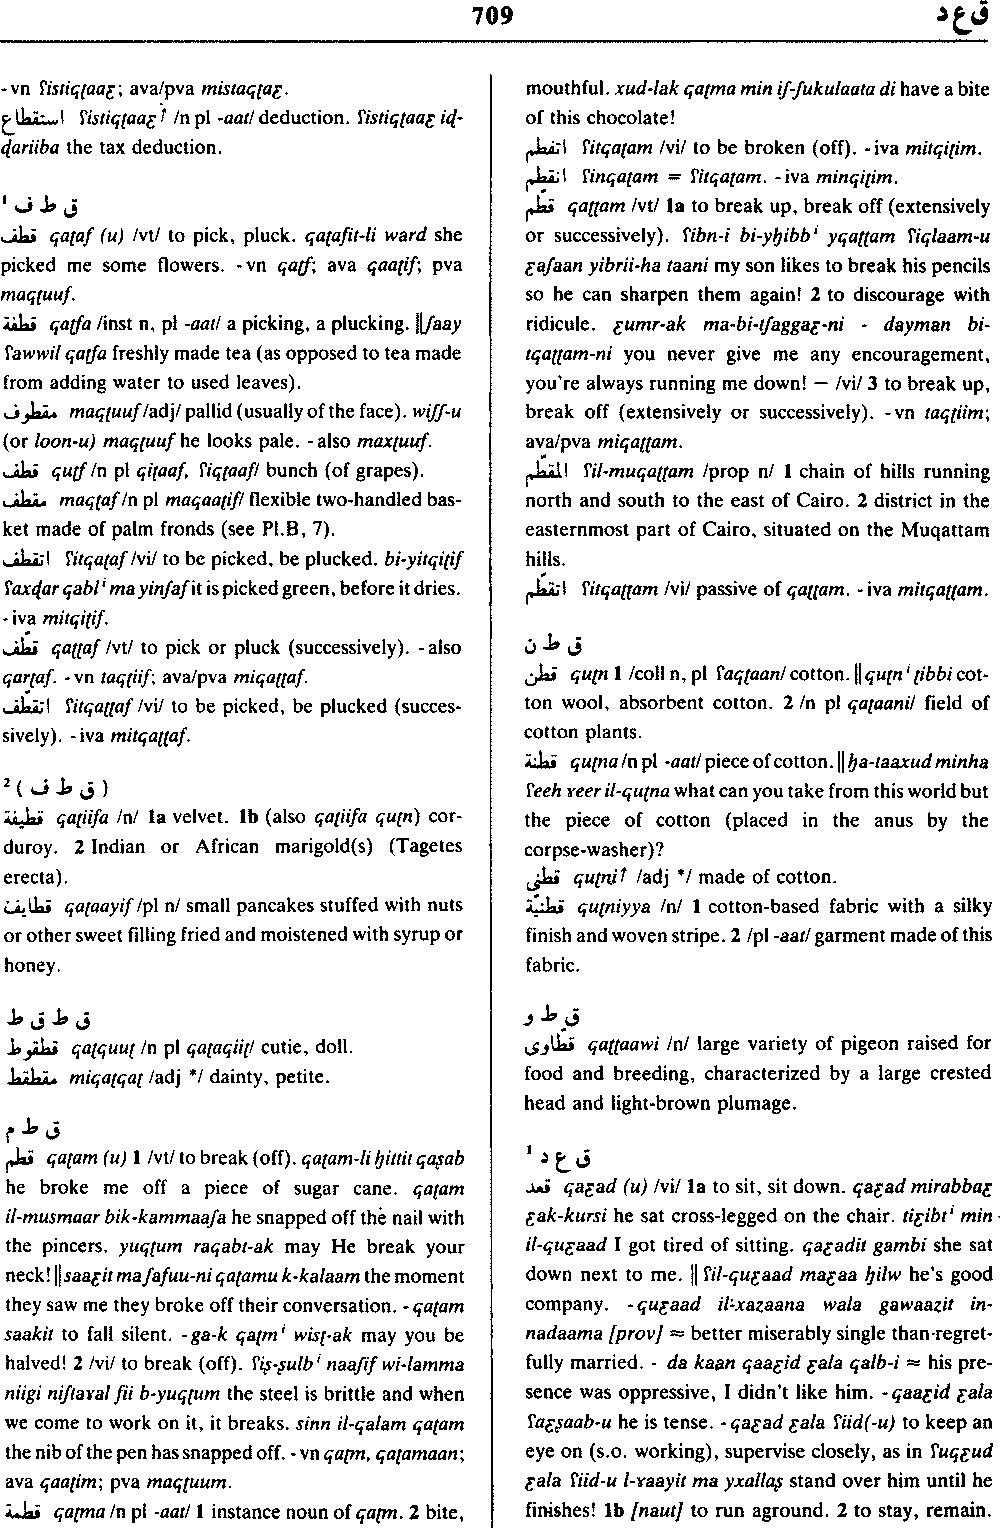 709
ق ع د
-vn ʕistiqṭaaɛ; ava/pva mistaqṭaɛ.
استقطاع ʕistiqṭaaɛ↑ /n pl -aat/ deduction. ʕistiqṭaaɛ iḍ-
ḍariiba the tax deduction.
ق ط ف ¹
قطف qaṭaf (u) /vt/ to pick, pluck. qaṭafit-li ward she
picked me some flowers. -vn qaṭf; ava qaaṭif; pva
maqṭuuf.
قطفة qaṭfa /inst n, pl -aat/ a picking, a plucking. ‖ʃaay
ʕawwil qaṭfa freshly made tea (as opposed to tea made
from adding water to used leaves).
مقطوف maqṭuuf /adj/ pallid (usually of the face). wiʃʃ-u
(or loon-u) maqṭuuf he looks pale. -also maxṭuuf.
قطف quṭf /n pl qiṭaaf, ʕiqṭaaf/ bunch (of grapes).
مقطف maqṭaf /n pl maqaaṭif/ flexible two-handled bas-
ket made of palm fronds (see Pl.B, 7).
اتقطف ʕitqaṭaf /vi/ to be picked, be plucked. bi-yitqiṭif
ʕaxḍar qablⁱ ma yinʃaf it is picked green, before it dries.
-iva mitqiṭif.
قطّف qaṭṭaf /vt/ to pick or pluck (successively). -also
qarṭaf. -vn taqṭiif; ava/pva miqaṭṭaf.
اتقطّف ʕitqaṭṭaf /vi/ to be picked, be plucked (succes-
sively). -iva mitqaṭṭaf.
² (ق ط ف)
قطيفة qaṭiifa /n/ 1a velvet. 1b (also qaṭiifa quṭn) cor-
duroy. 2 Indian or African marigold(s) (Tagetes
erecta).
قطايف qaṭaayif /pl n/ small pancakes stuffed with nuts
or other sweet filling fried and moistened with syrup or
honey.
ق ط ق ط
قطقوط qaṭquuṭ /n pl qaṭaqiiṭ/ cutie, doll.
مقطقط miqaṭqaṭ /adj */ dainty, petite.
ق ط م
قطم qaṭam (u) 1 /vt/ to break (off). qaṭam-li ḥittit qaṣab
he broke me off a piece of sugar cane. qaṭam
il-musmaar bik-kammaaʃa he snapped off the nail with
the pincers. yuqṭum raqabt-ak may He break your
neck! ‖saaɛit ma ʃafuu-ni qaṭamu k-kalaam the moment
they saw me they broke off their conversation. -qaṭam
saakit to fall silent. -ga-k qaṭmⁱ wisṭ-ak may you be
halved! 2 /vi/ to break (off). ʕiṣ-ṣulbⁱ naaʃif wi-lamma
niigi niʃtaɣal fii b-yuqṭum the steel is brittle and when
we come to work on it, it breaks. sinn il-qalam qaṭam
the nib of the pen has snapped off. -vn qaṭm, qaṭamaan;
ava qaaṭim; pva maqṭuum.
قطمة qaṭma /n pl -aat/ 1 instance noun of qaṭm. 2 bite,
mouthful. xud-lak qaṭma min iʃ-ʃukulaata di have a bite
of this chocolate!
اتقطم ʕitqaṭam /vi/ to be broken (off). -iva mitqiṭim.
انقطم ʕinqaṭam = ʕitqaṭam. -iva minqiṭim.
قطّم qaṭṭam /vt/ 1a to break up, break off (extensively
or successively). ʕibn-i bi-yḥibbⁱ yqaṭṭam ʕiqlaam-u
ɛaʃaan yibrii-ha taani my son likes to break his pencils
so he can sharpen them again! 2 to discourage with
ridicule. ɛumr-ak ma-bi-tʃaggaɛ-ni - dayman bi-
tqaṭṭam-ni you never give me any encouragement,
you're always running me down! — /vi/ 3 to break up,
break off (extensively or successively). -vn taqṭiim;
ava/pva miqaṭṭam.
المقطّم ʕil-muqaṭṭam /prop n/ 1 chain of hills running
north and south to the east of Cairo. 2 district in the
easternmost part of Cairo, situated on the Muqattam
hills.
اتقطّم ʕitqaṭṭam /vi/ passive of qaṭṭam. -iva mitqaṭṭam.
ق ط ن
قطن quṭn 1 /coll n, pl ʕaqṭaan/ cotton. ‖quṭnⁱ ṭibbi cot-
ton wool, absorbent cotton. 2 /n pl qaṭaani/ field of
cotton plants.
قطنة quṭna /n pl -aat/ piece of cotton. ‖ḥa-taaxud minha
ʕeeh ɣeer il-quṭna what can you take from this world but
the piece of cotton (placed in the anus by the
corpse-washer)?
قطنى quṭni↑ /adj */ made of cotton.
قطنيّة quṭniyya /n/ 1 cotton-based fabric with a silky
finish and woven stripe. 2 /pl -aat/ garment made of this
fabric.
ق ط و
قطّاوى qaṭṭaawi /n/ large variety of pigeon raised for
food and breeding, characterized by a large crested
head and light-brown plumage.
ق ع د ¹
قعد qaɛad (u) /vi/ 1a to sit, sit down. qaɛad mirabbaɛ
ɛak-kursi he sat cross-legged on the chair. tiɛibtⁱ min-
il-quɛaad I got tired of sitting. qaɛadit gambi she sat
down next to me. ‖ ʕil-quɛaad maɛaa ḥilw he's good
company. -quɛaad il-xazaana wala gawaazit in-
nadaama [prov] ≈ better miserably single than regret-
fully married. - da kaan qaaɛid ɛala qalb-i ≈ his pre-
sence was oppressive, I didn't like him. -qaaɛid ɛala
ʕaɛṣaab-u he is tense. -qaɛad ɛala ʕiid(-u) to keep an
eye on (s.o. working), supervise closely, as in ʕuqɛud
ɛala ʕiid-u l-ɣaayit ma yxallaṣ stand over him until he
finishes! 1b [naut] to run aground. 2 to stay, remain.